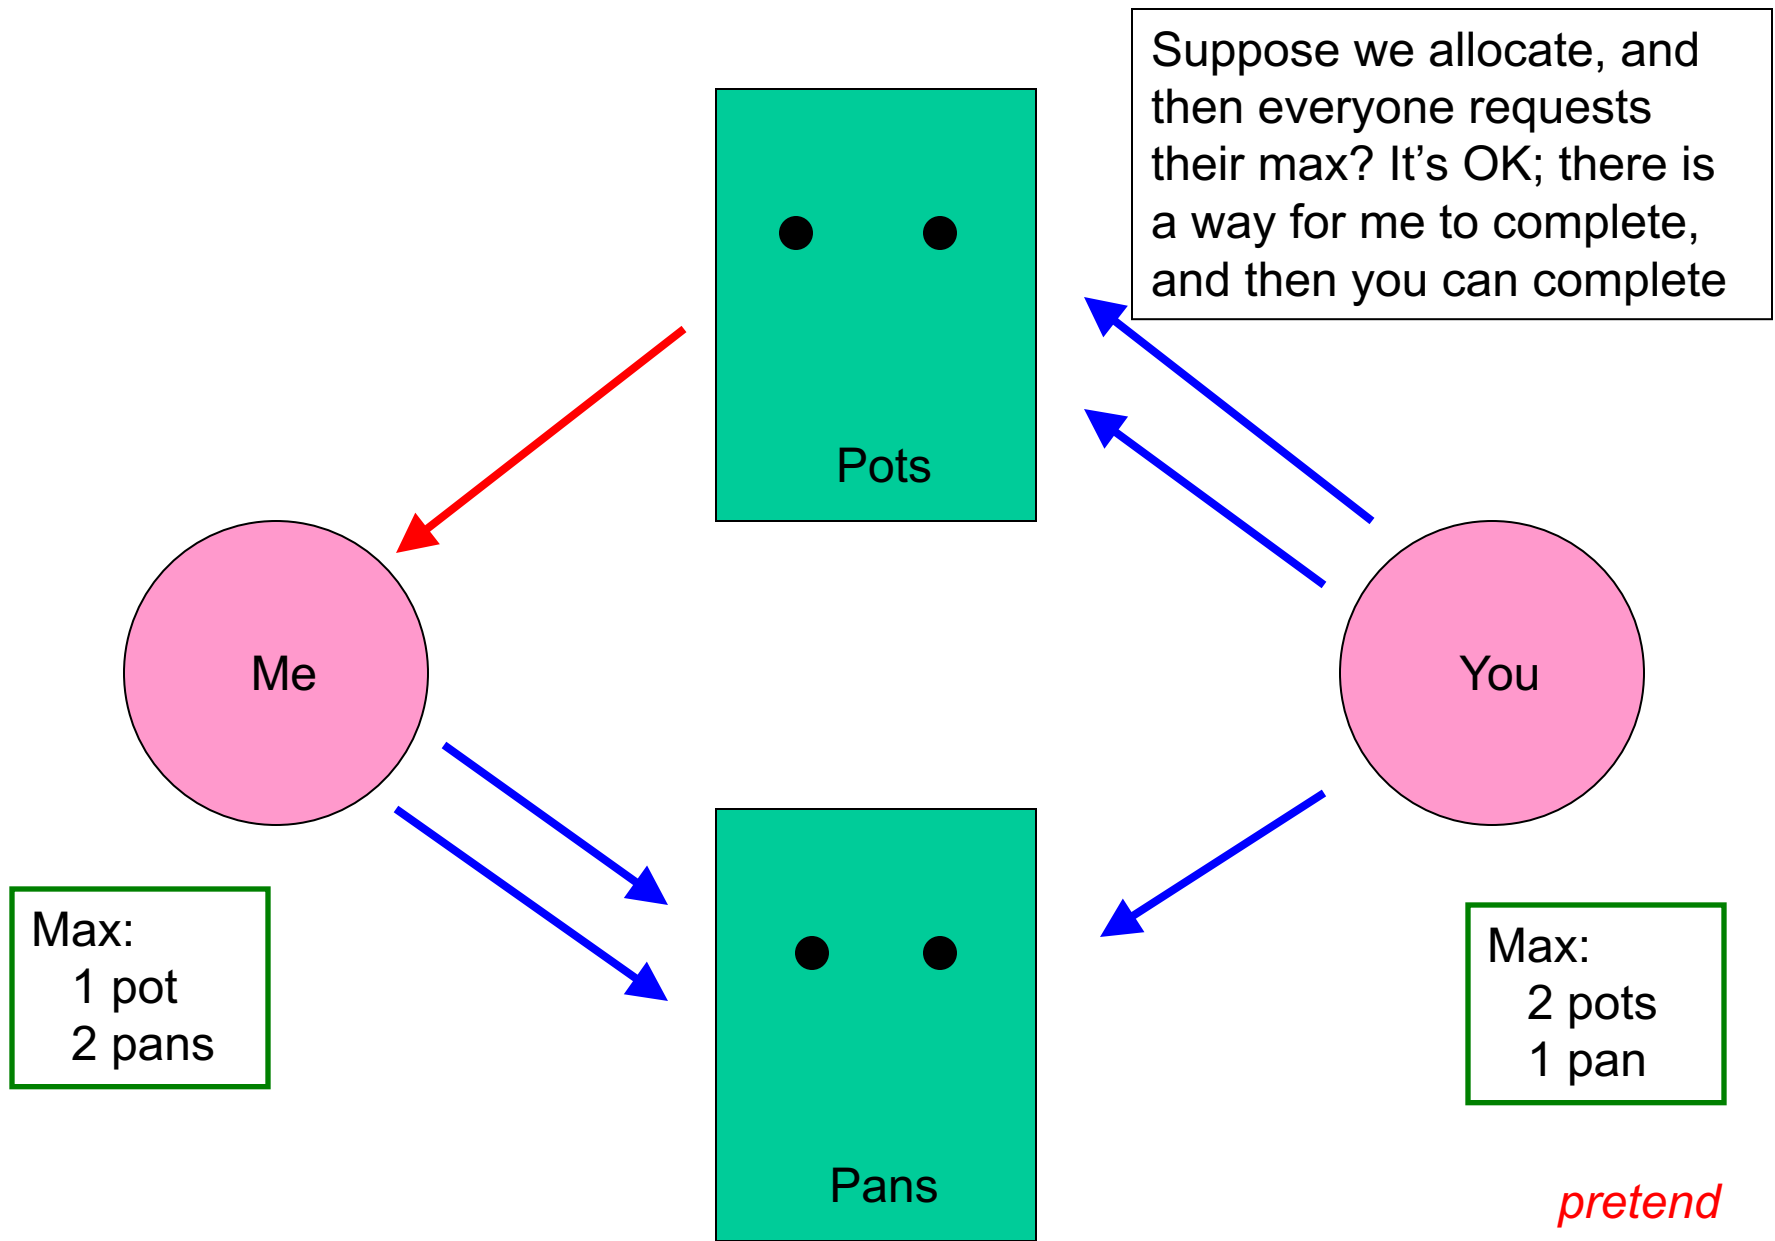 Suppose we allocate, and
then everyone requests
their max? It’s OK; there is
a way for me to complete,
and then you can complete
Pots
Me
You
Max:
1 pot
2 pans
Max:
2 pots
1 pan
Pans
pretend